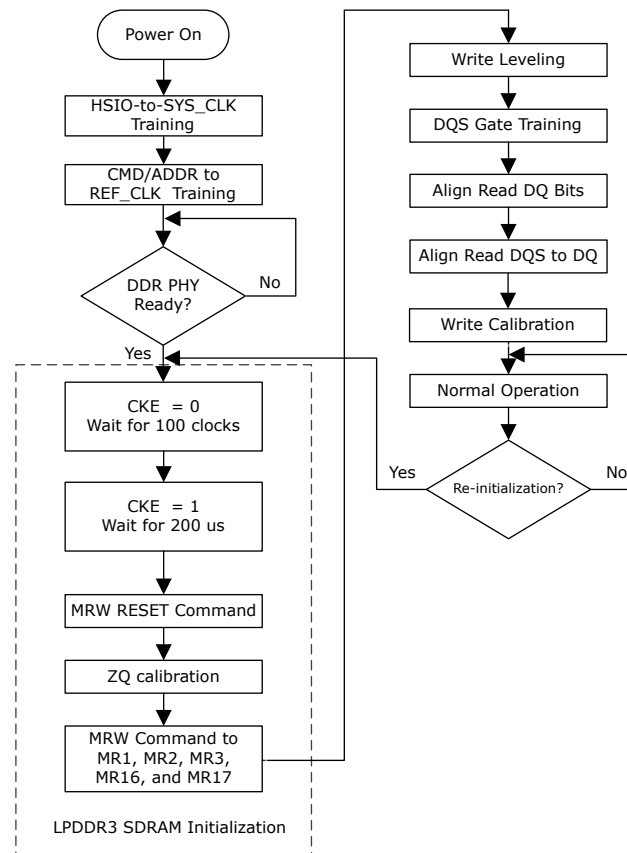 Power On
HSIO-to-SYS_CLK
Training
CMD/ADDR to
REF_CLK Training
DDR PHY
Ready?
No
Yes
CKE = 0
Wait for 100 clocks
CKE = 1
Wait for 200 us
MRW RESET Command
ZQ calibration
MRW Command to
MR1, MR2, MR3,
MR16, and MR17
LPDDR3 SDRAM Initialization
Write Leveling
DQS Gate Training
Align Read DQ Bits
Align Read DQS to DQ
Write Calibration
Normal Operation
Re-initialization?
Yes
No